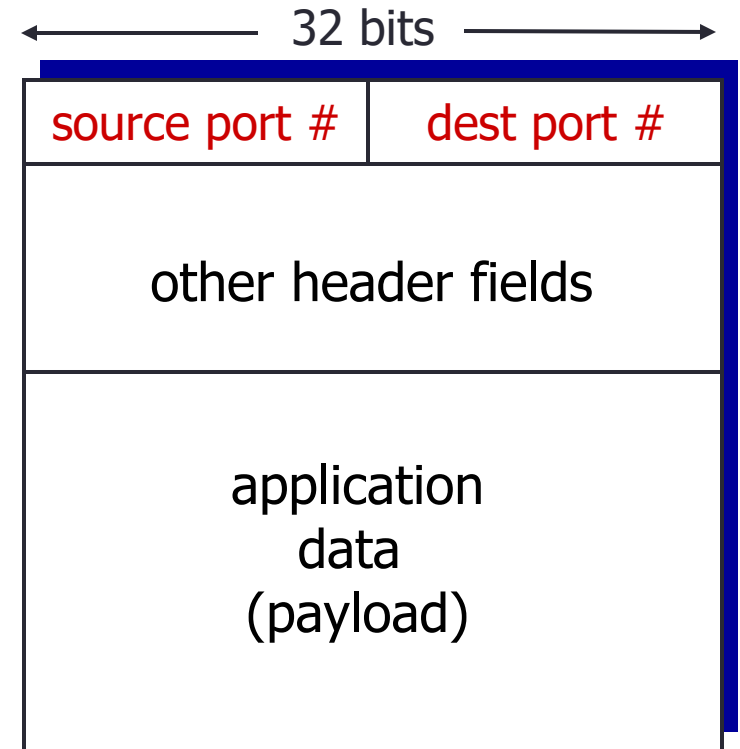 32 bits
source port # dest port #
other header fields
application
data
(payload)